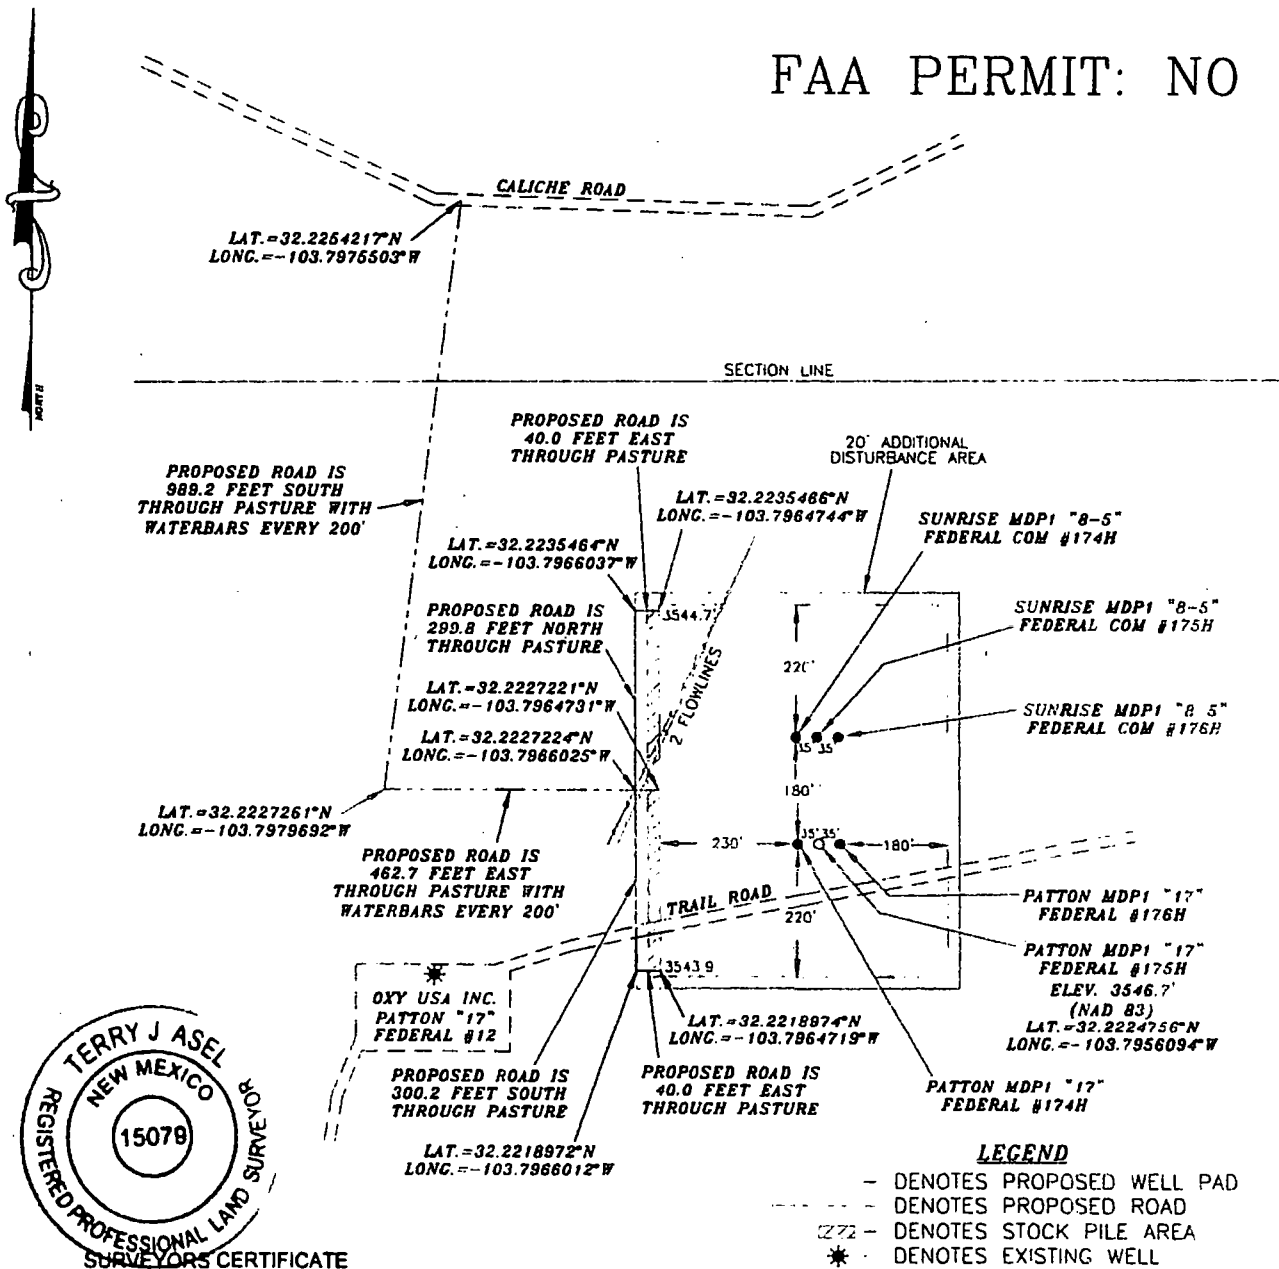 FAA PERMIT: NO
NORTH
CALICHE ROAD
LAT.=32.2254217°N
LONG.=-103.7975503°W
SECTION LINE
PROPOSED ROAD IS
40.0 FEET EAST
THROUGH PASTURE
20' ADDITIONAL
DISTURBANCE AREA
PROPOSED ROAD IS
989.2 FEET SOUTH
THROUGH PASTURE WITH
WATERBARS EVERY 200'
LAT.=32.2235466°N
LONG.=-103.7964744°W
SUNRISE MDP1 "8-5"
FEDERAL COM #174H
LAT.=32.2235464°N
LONG.=-103.7966037°W
3544.7'
SUNRISE MDP1 "8-5"
FEDERAL COM #175H
PROPOSED ROAD IS
299.8 FEET NORTH
THROUGH PASTURE
220'
2 FLOWLINES
LAT.=32.2227221°N
LONG.=-103.7964731°W
SUNRISE MDP1 "8 5"
FEDERAL COM #176H
LAT.=32.2227224°N
LONG.=-103.7966025°W
35' 35'
180'
LAT.=32.2227261°N
LONG.=-103.7979692°W
35' 35'
230'
180'
PROPOSED ROAD IS
462.7 FEET EAST
THROUGH PASTURE WITH
WATERBARS EVERY 200'
TRAIL ROAD
220'
PATTON MDP1 "17"
FEDERAL #176H
PATTON MDP1 "17"
FEDERAL #175H
ELEV. 3546.7'
(NAD 83)
LAT.=32.2224756°N
LONG.=-103.7956094°W
3543.9
OXY USA INC.
PATTON "17"
FEDERAL #12
LAT.=32.2218974°N
LONG.=-103.7964719°W
PROPOSED ROAD IS
300.2 FEET SOUTH
THROUGH PASTURE
PROPOSED ROAD IS
40.0 FEET EAST
THROUGH PASTURE
PATTON MDP1 "17"
FEDERAL #174H
LAT.=32.2218972°N
LONG.=-103.7966012°W
TERRY J ASEL
NEW MEXICO
15079
REGISTERED PROFESSIONAL LAND SURVEYOR
SURVEYORS CERTIFICATE
LEGEND
- DENOTES PROPOSED WELL PAD
- DENOTES PROPOSED ROAD
- DENOTES STOCK PILE AREA
- DENOTES EXISTING WELL